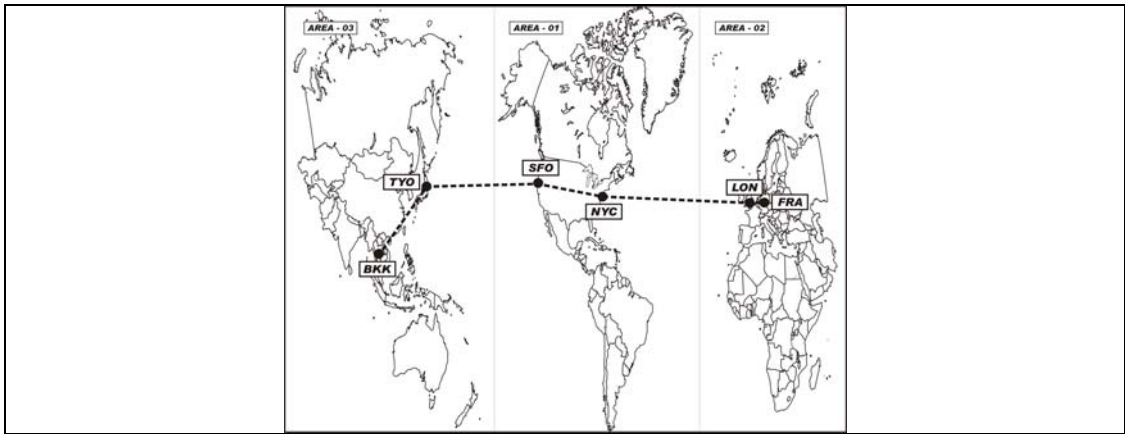 AREA - 03
AREA - 01
AREA - 02
SFO
TYO
LON
FRA
NYC
BKK